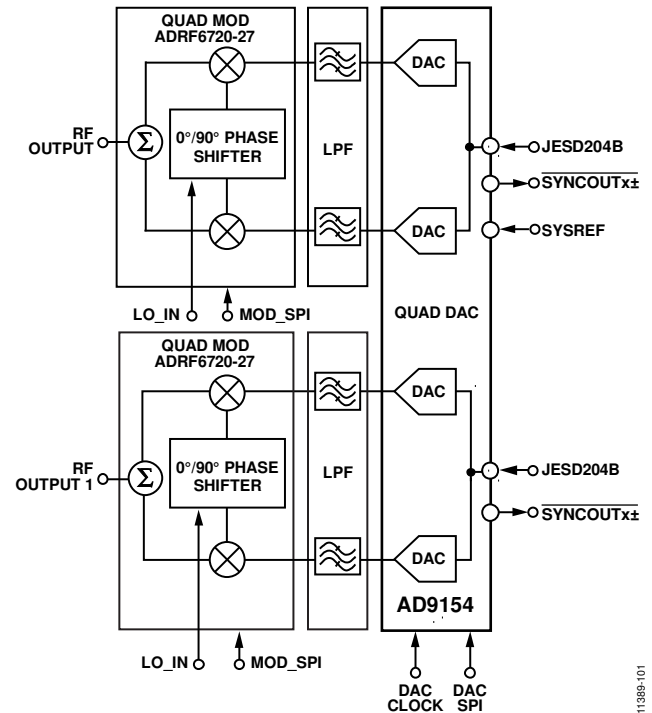 QUAD MOD
ADRF6720-27
RF
OUTPUT
Σ
0°/90° PHASE
SHIFTER
LPF
DAC
DAC
JESD204B
SYNCOUTx±
SYSREF
QUAD DAC
LO_IN
MOD_SPI
QUAD MOD
ADRF6720-27
RF
OUTPUT 1
Σ
0°/90° PHASE
SHIFTER
LPF
DAC
DAC
JESD204B
SYNCOUTx±
AD9154
LO_IN
MOD_SPI
DAC
CLOCK
DAC
SPI
11389-101